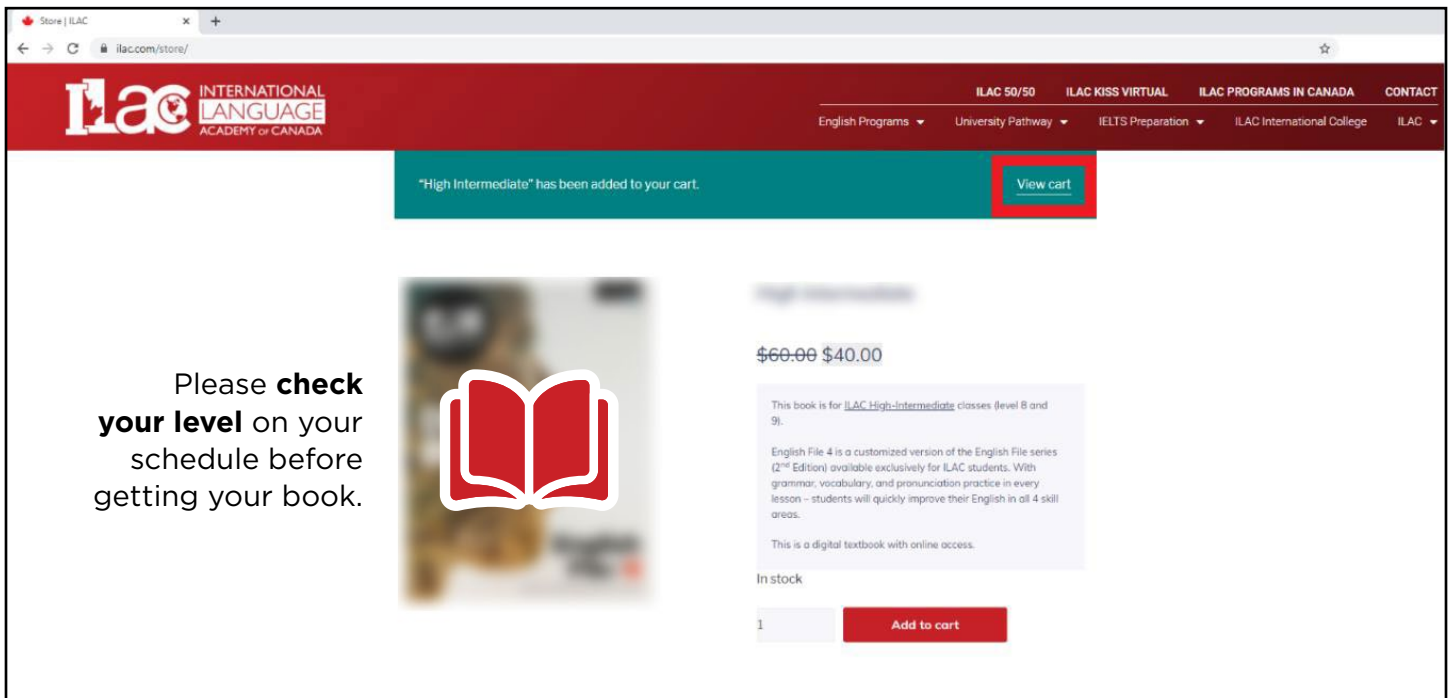 Store | ILAC
ilac.com/store/
ILAC INTERNATIONAL
LANGUAGE
ACADEMY OF CANADA
ILAC 50/50 ILAC KISS VIRTUAL ILAC PROGRAMS IN CANADA CONTACT
English Programs University Pathway IELTS Preparation ILAC International College ILAC
“High Intermediate” has been added to your cart.
View cart
High Intermediate
$60.00 $40.00
Please check
your level on your
schedule before
getting your book.
This book is for ILAC High-Intermediate classes (level 8 and
9).
English File 4 is a customized version of the English File series
(2nd Edition) available exclusively for ILAC students. With
grammar, vocabulary, and pronunciation practice in every
lesson – students will quickly improve their English in all 4 skill
areas.
This is a digital textbook with online access.
English
File 4
In stock
1
Add to cart